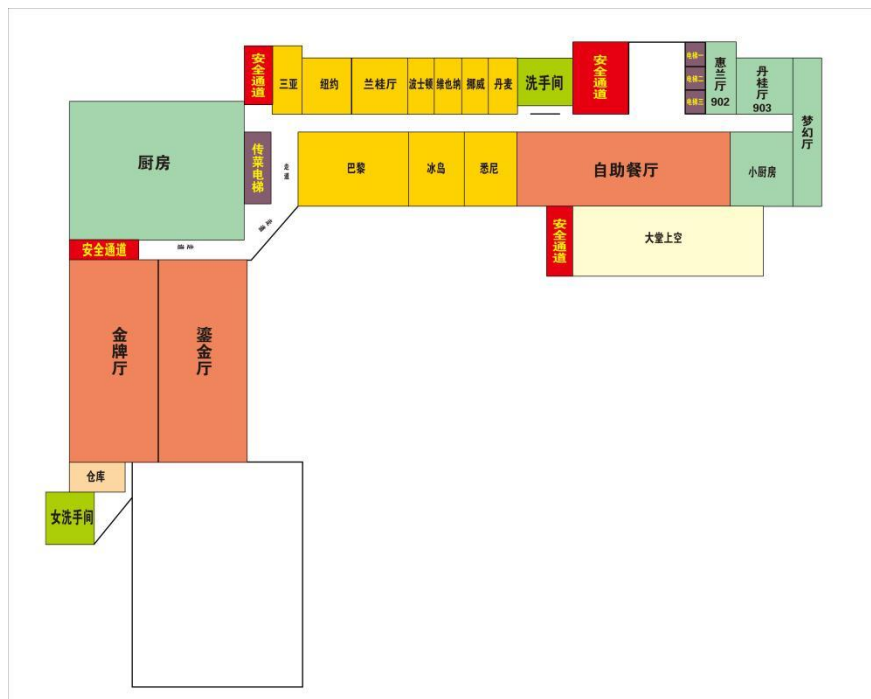 安全通道
三亚
纽约
兰桂厅
波士顿
维也纳
挪威
丹麦
洗手间
安全通道
电梯一
电梯二
电梯三
惠兰厅
902
丹桂厅
903
梦幻厅
厨房
传菜电梯
走道
巴黎
冰岛
悉尼
自助餐厅
小厨房
安全通道
大堂上空
安全通道
金牌厅
鎏金厅
仓库
女洗手间